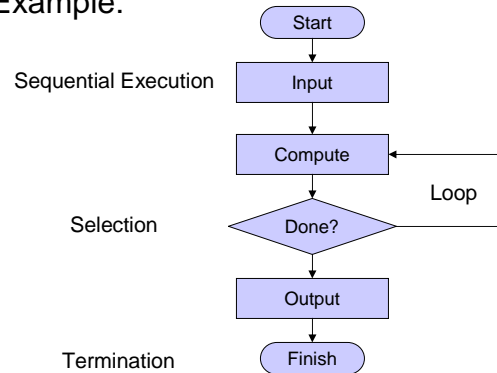 Example:
Start
Sequential Execution
Input
Compute
Loop
Selection
Done?
Output
Termination
Finish